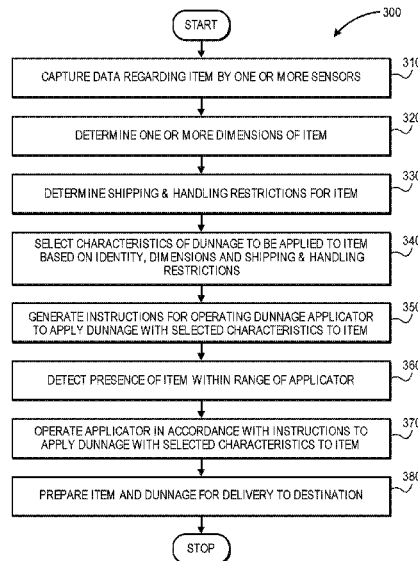 START
300
CAPTURE DATA REGARDING ITEM BY ONE OR MORE SENSORS
310
DETERMINE ONE OR MORE DIMENSIONS OF ITEM
320
DETERMINE SHIPPING & HANDLING RESTRICTIONS FOR ITEM
330
SELECT CHARACTERISTICS OF DUNNAGE TO BE APPLIED TO ITEM
BASED ON IDENTITY, DIMENSIONS AND SHIPPING & HANDLING
RESTRICTIONS
340
GENERATE INSTRUCTIONS FOR OPERATING DUNNAGE APPLICATOR
TO APPLY DUNNAGE WITH SELECTED CHARACTERISTICS TO ITEM
350
DETECT PRESENCE OF ITEM WITHIN RANGE OF APPLICATOR
360
OPERATE APPLICATOR IN ACCORDANCE WITH INSTRUCTIONS TO
APPLY DUNNAGE WITH SELECTED CHARACTERISTICS TO ITEM
370
PREPARE ITEM AND DUNNAGE FOR DELIVERY TO DESTINATION
380
STOP